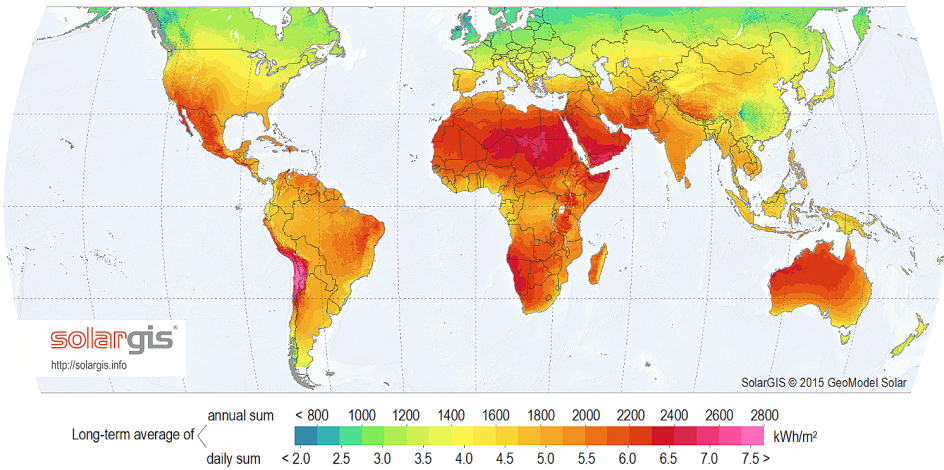 solargis®
http://solargis.info
SolarGIS © 2015 GeoModel Solar
annual sum < 800 1000 1200 1400 1600 1800 2000 2200 2400 2600 2800
Long-term average of kWh/m²
daily sum < 2.0 2.5 3.0 3.5 4.0 4.5 5.0 5.5 6.0 6.5 7.0 7.5 >